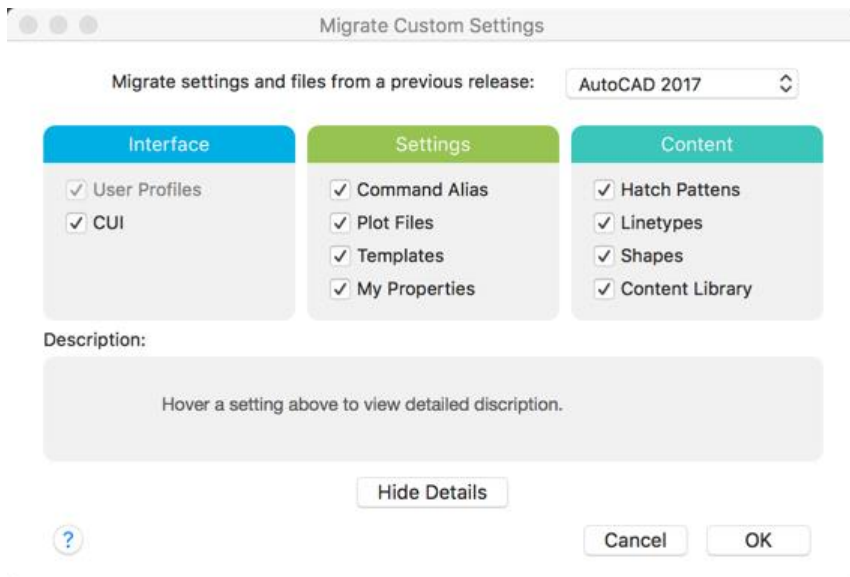 Migrate Custom Settings
Migrate settings and files from a previous release: AutoCAD 2017
Interface
User Profiles
CUI
Settings
Command Alias
Plot Files
Templates
My Properties
Content
Hatch Pattens
Linetypes
Shapes
Content Library
Description:
Hover a setting above to view detailed discription.
Hide Details
? Cancel OK